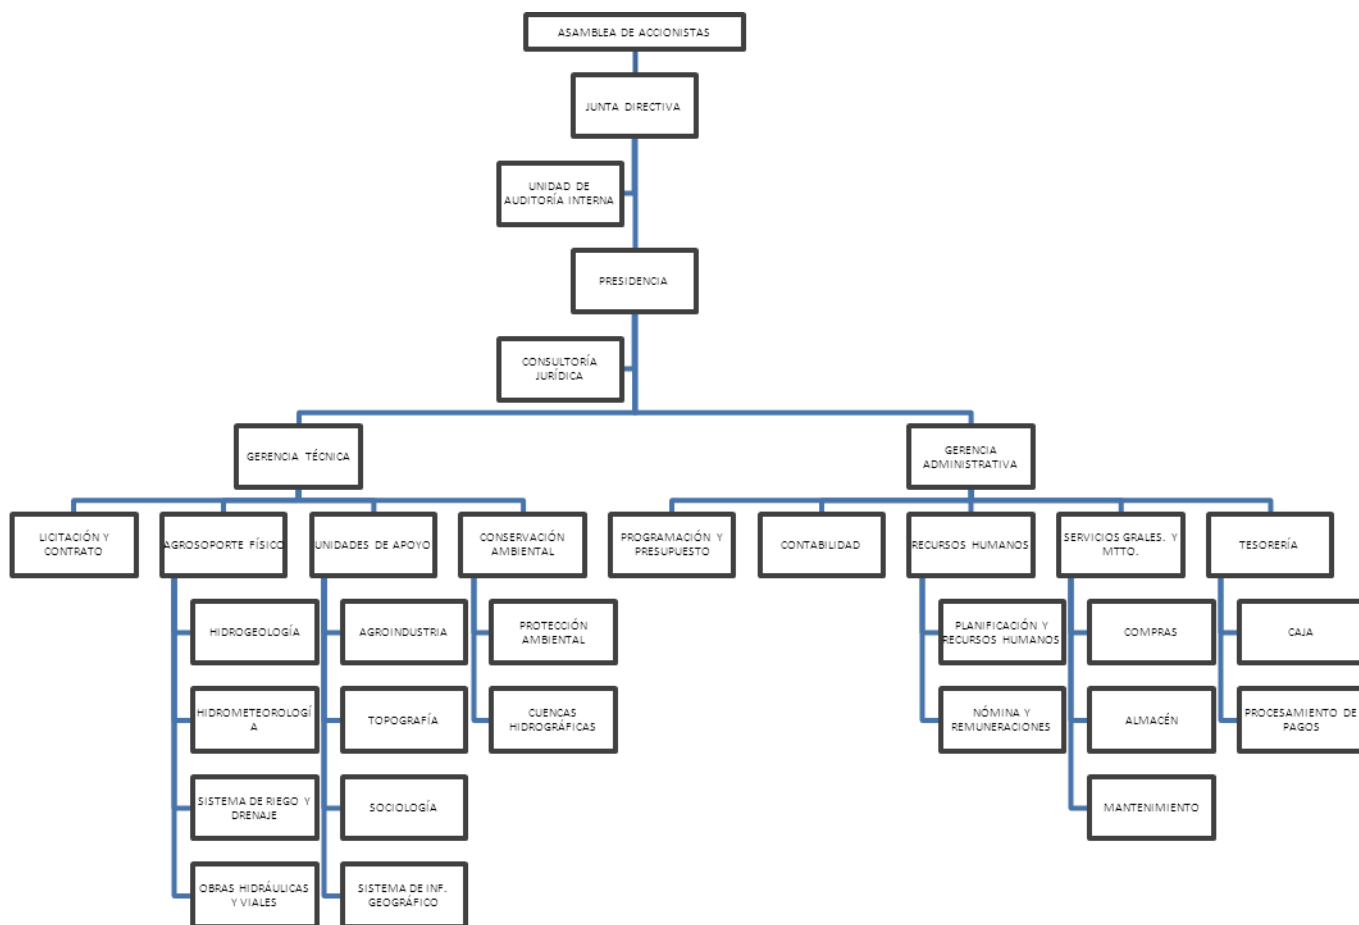 ASAMBLEA DE ACCIONISTAS
JUNTA DIRECTIVA
UNIDAD DE
AUDITORÍA INTERNA
PRESIDENCIA
CONSULTORÍA
JURÍDICA
GERENCIA TÉCNICA
GERENCIA
ADMINISTRATIVA
LICITACIÓN Y
CONTRATO
AGROSOPORTE FÍSICO
UNIDADES DE APOYO
CONSERVACIÓN
AMBIENTAL
PROGRAMACIÓN Y
PRESUPUESTO
CONTABILIDAD
RECURSOS HUMANOS
SERVICIOS GRALES. Y
MTTO.
TESORERÍA
HIDROGEOLOGÍA
AGROINDUSTRIA
PROTECCIÓN
AMBIENTAL
PLANIFICACIÓN Y
RECURSOS HUMANOS
COMPRAS
CAJA
HIDROMETEOROLOGÍ
A
TOPOGRAFÍA
CUENCAS
HIDROGRÁFICAS
NÓMINA Y
REMUNERACIONES
ALMACÉN
PROCESAMIENTO DE
PAGOS
SISTEMA DE RIEGO Y
DRENAJE
SOCIOLOGÍA
MANTENIMIENTO
OBRAS HIDRÁULICAS
Y VIALES
SISTEMA DE INF.
GEOGRÁFICO